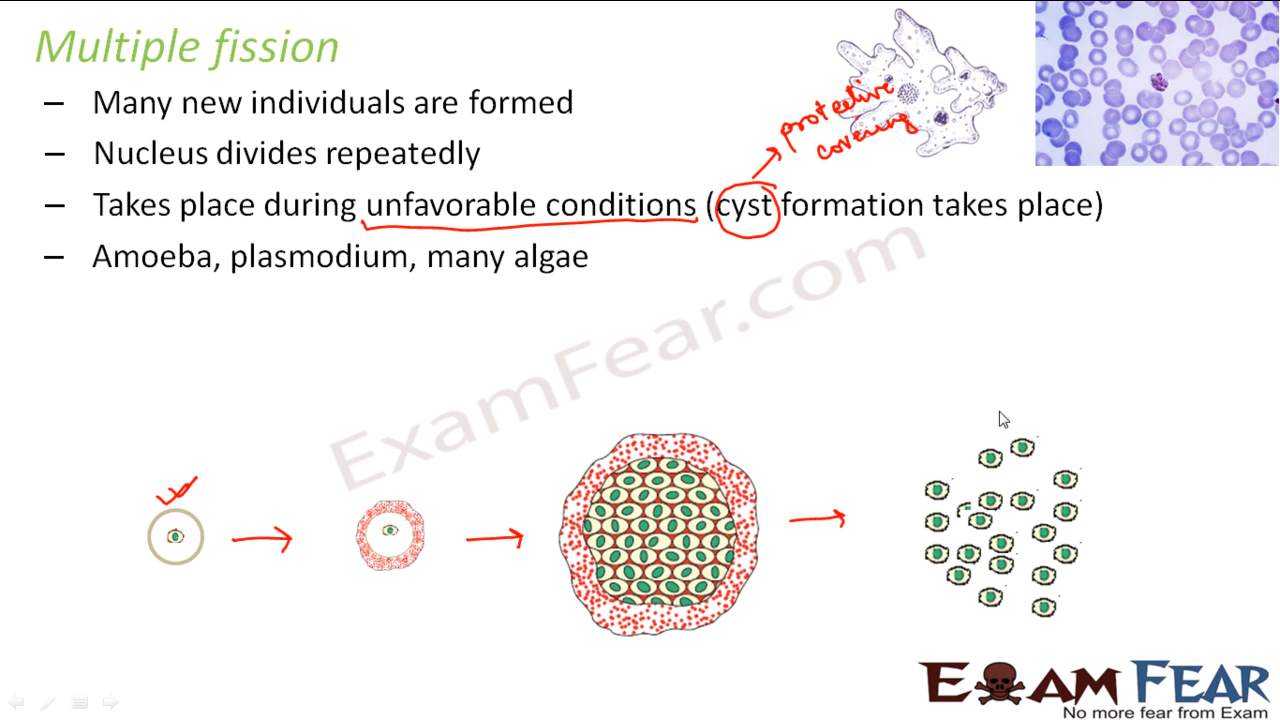 Multiple fission
– Many new individuals are formed
– Nucleus divides repeatedly
protective
covering
– Takes place during unfavorable conditions (cyst formation takes place)
– Amoeba, plasmodium, many algae
ExamFear.com
EXAM FEAR
No more fear from Exam